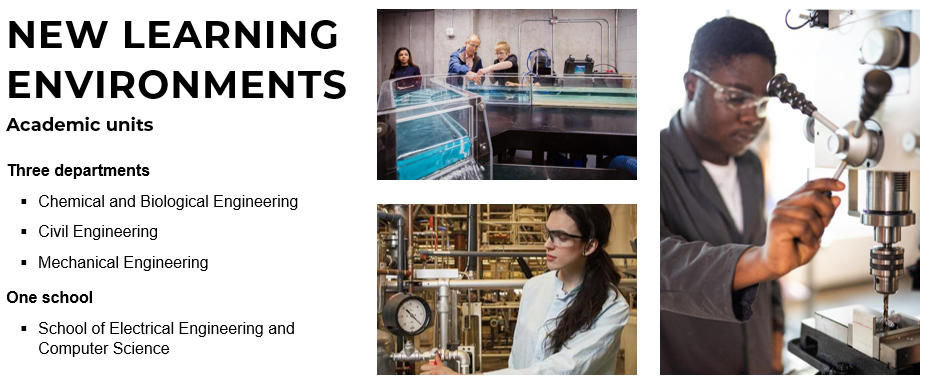 NEW LEARNING
ENVIRONMENTS
Academic units
Three departments
▪ Chemical and Biological Engineering
▪ Civil Engineering
▪ Mechanical Engineering
One school
▪ School of Electrical Engineering and
Computer Science